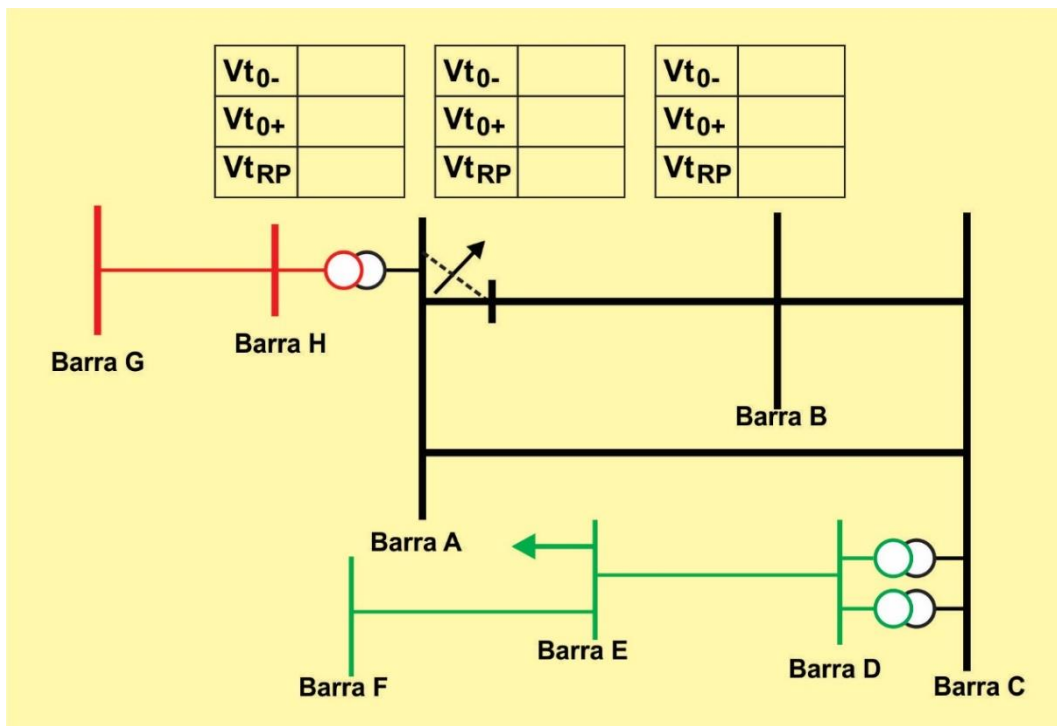 Vt0- Vt0- Vt0-
Vt0+ Vt0+ Vt0+
VtRP VtRP VtRP
Barra G
Barra H
Barra B
Barra A
Barra F
Barra E
Barra D
Barra C